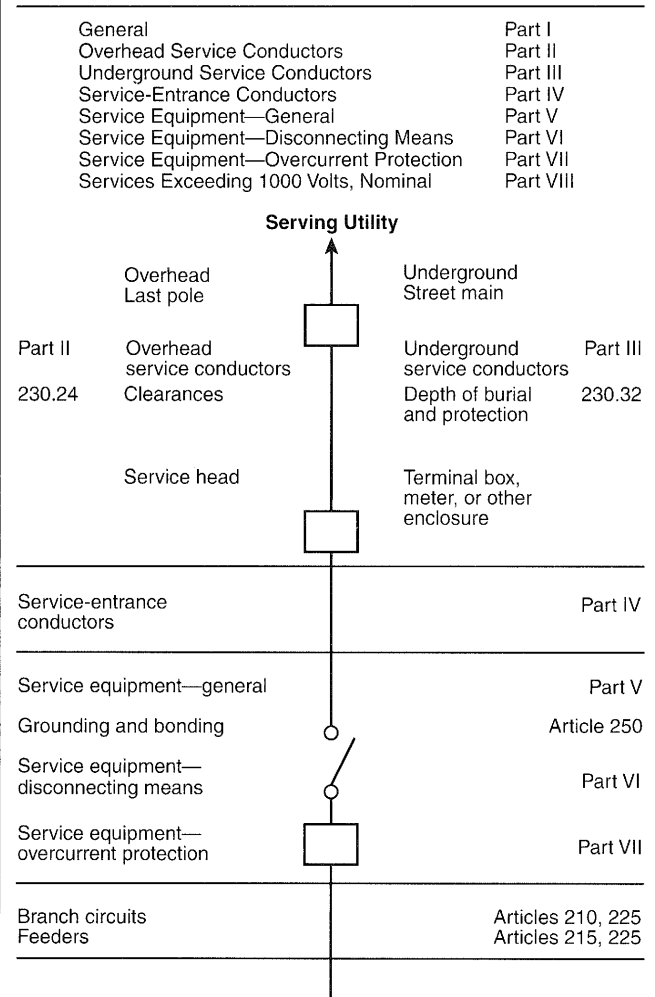 General Part I
Overhead Service Conductors Part II
Underground Service Conductors Part III
Service-Entrance Conductors Part IV
Service Equipment—General Part V
Service Equipment—Disconnecting Means Part VI
Service Equipment—Overcurrent Protection Part VII
Services Exceeding 1000 Volts, Nominal Part VIII
Serving Utility
Overhead
Last pole
Underground
Street main
Part II
Overhead
service conductors
Underground
service conductors
Part III
230.24
Clearances
Depth of burial
and protection
230.32
Service head
Terminal box,
meter, or other
enclosure
Service-entrance
conductors
Part IV
Service equipment—general
Part V
Grounding and bonding
Article 250
Service equipment—
disconnecting means
Part VI
Service equipment—
overcurrent protection
Part VII
Branch circuits Articles 210, 225
Feeders Articles 215, 225